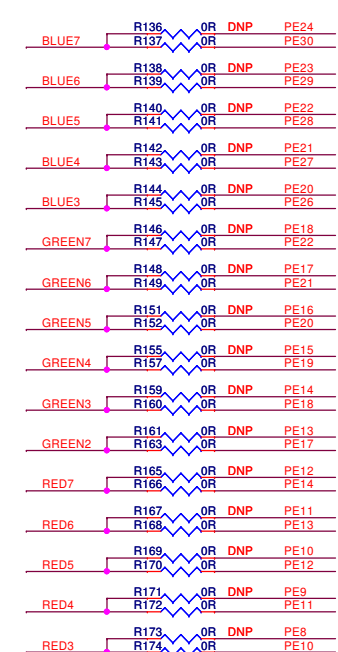 R136 0R DNP PE24
BLUE7 R137 0R PE30
R138 0R DNP PE23
BLUE6 R139 0R PE29
R140 0R DNP PE22
BLUE5 R141 0R PE28
R142 0R DNP PE21
BLUE4 R143 0R PE27
R144 0R DNP PE20
BLUE3 R145 0R PE26
R146 0R DNP PE18
GREEN7 R147 0R PE22
R148 0R DNP PE17
GREEN6 R149 0R PE21
R151 0R DNP PE16
GREEN5 R152 0R PE20
R155 0R DNP PE15
GREEN4 R157 0R PE19
R159 0R DNP PE14
GREEN3 R160 0R PE18
R161 0R DNP PE13
GREEN2 R163 0R PE17
R165 0R DNP PE12
RED7 R166 0R PE14
R167 0R DNP PE11
RED6 R168 0R PE13
R169 0R DNP PE10
RED5 R170 0R PE12
R171 0R DNP PE9
RED4 R172 0R PE11
R173 0R DNP PE8
RED3 R174 0R PE10